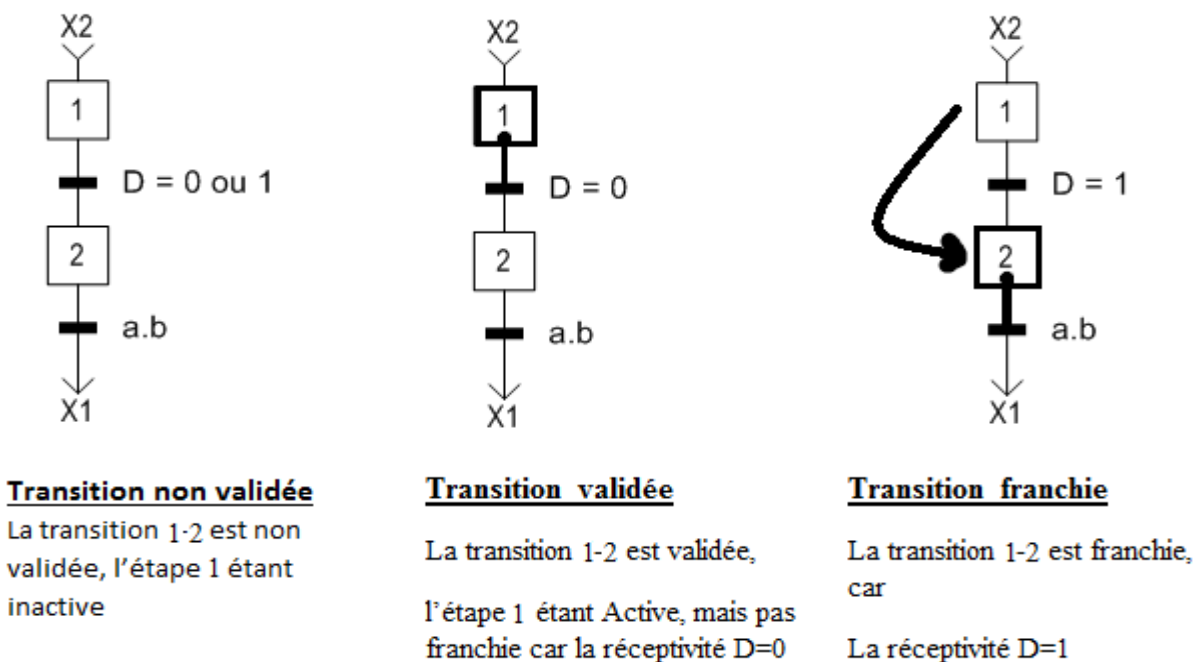 X2
1
D = 0 ou 1
2
a.b
X1
Transition non validée
La transition 1-2 est non
validée, l'étape 1 étant
inactive
X2
1
D = 0
2
a.b
X1
Transition validée
La transition 1-2 est validée,
l'étape 1 étant Active, mais pas
franchie car la réceptivité D=0
X2
1
D = 1
2
a.b
X1
Transition franchie
La transition 1-2 est franchie,
car
La réceptivité D=1